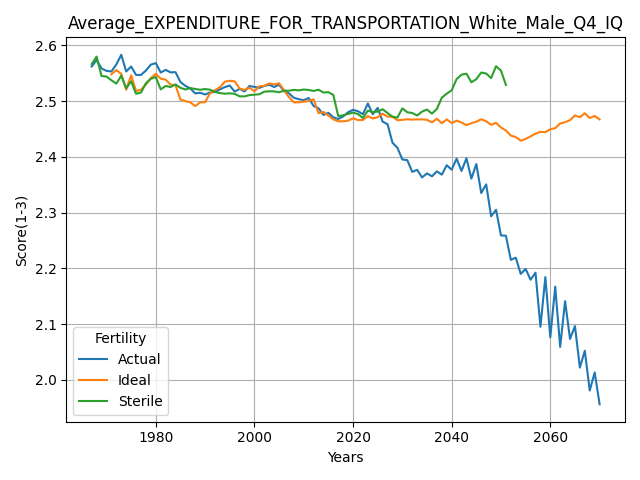 Average_EXPENDITURE_FOR_TRANSPORTATION_White_Male_Q4_IQ
2.6
2.5
2.4
2.3
2.2
2.1
2.0
Score(1-3)
Fertility
Actual
Ideal
Sterile
1980
2000
2020
2040
2060
Years